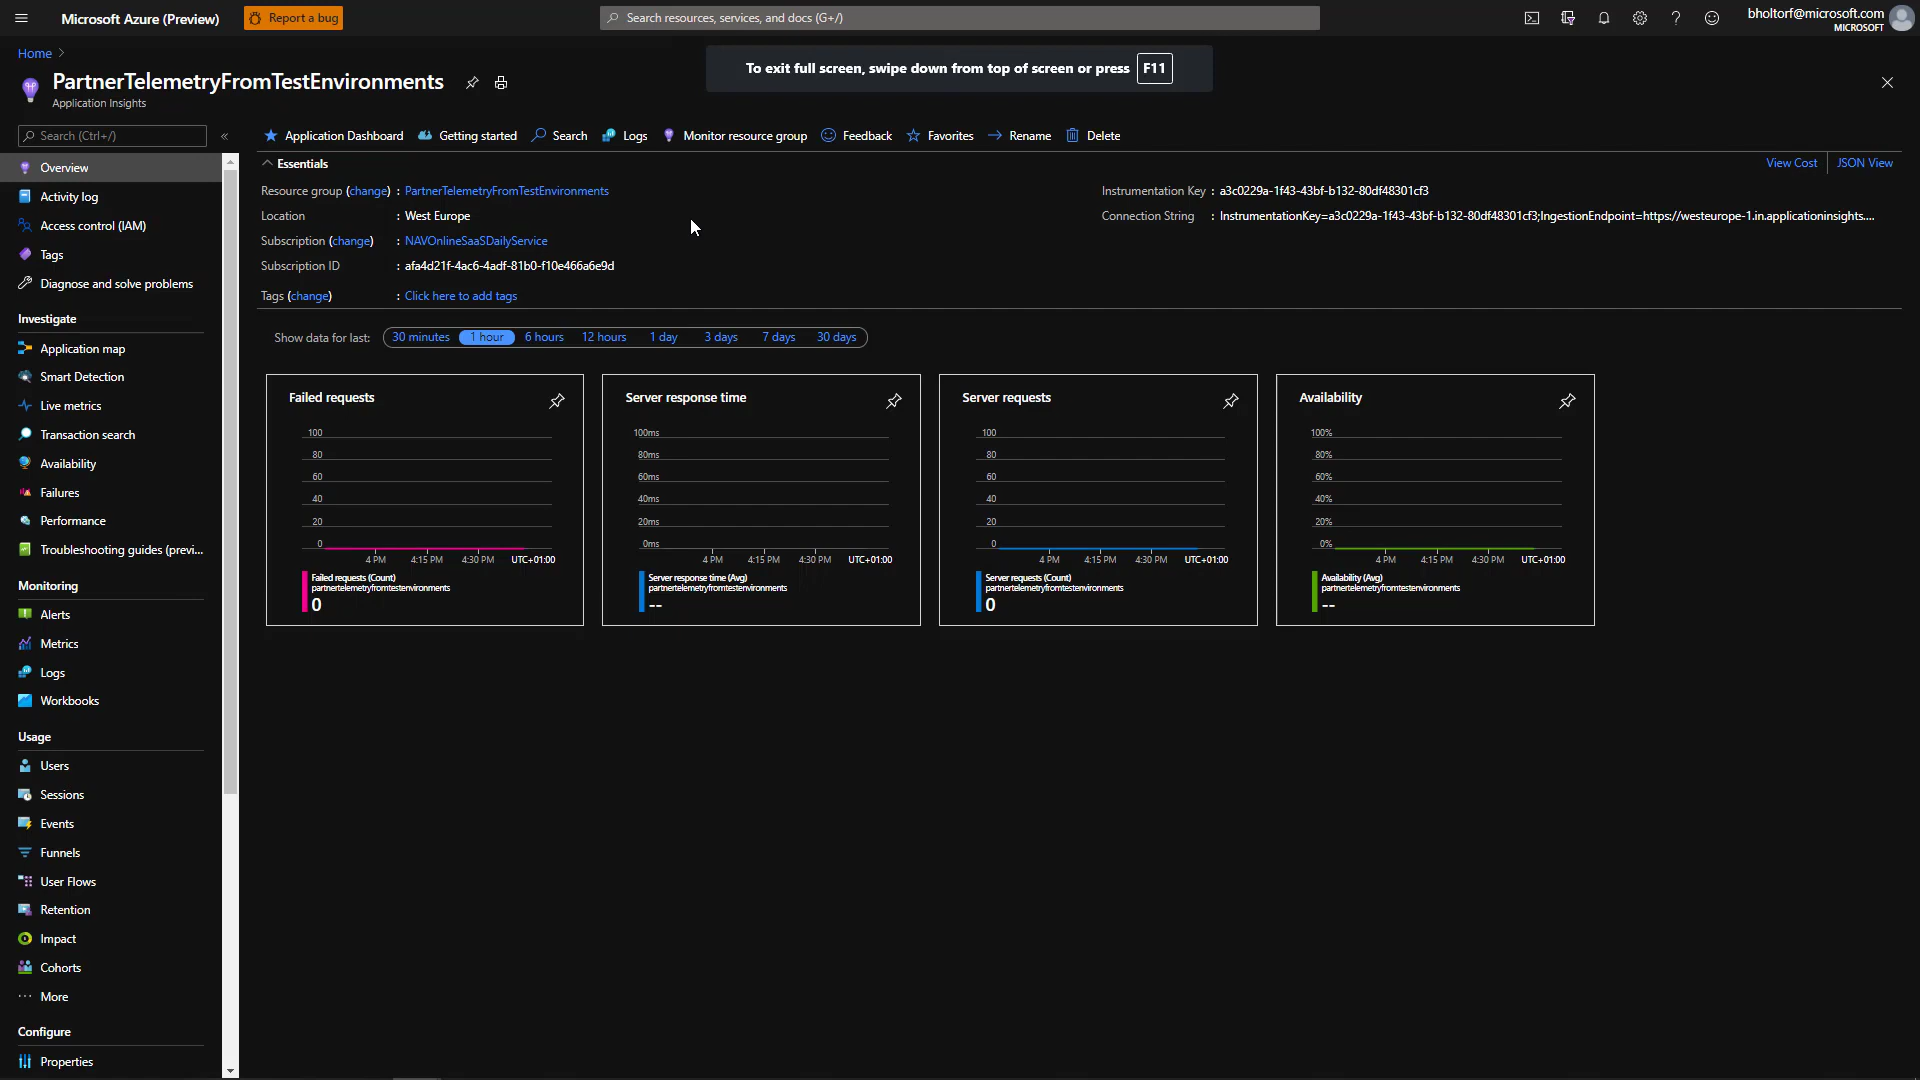 Microsoft Azure (Preview)
Report a bug
Search resources, services, and docs (G+/)
bholtorf@microsoft.com
MICROSOFT
Home
To exit full screen, swipe down from top of screen or press F11
PartnerTelemetryFromTestEnvironments
Application Insights
Search (Ctrl+/)
Overview
Activity log
Access control (IAM)
Tags
Diagnose and solve problems
Investigate
Application map
Smart Detection
Live metrics
Transaction search
Availability
Failures
Performance
Troubleshooting guides (previ...
Monitoring
Alerts
Metrics
Logs
Workbooks
Usage
Users
Sessions
Events
Funnels
User Flows
Retention
Impact
Cohorts
More
Configure
Properties
Application Dashboard Getting started Search Logs Monitor resource group Feedback Favorites Rename Delete
Essentials
View Cost JSON View
Resource group (change) : PartnerTelemetryFromTestEnvironments
Location : West Europe
Subscription (change) : NAVOnlineSaaSDailyService
Subscription ID : afa4d21f-4ac6-4adf-81b0-f10e466a6e9d
Tags (change) : Click here to add tags
Instrumentation Key : a3c0229a-1f43-43bf-b132-80df48301cf3
Connection String : InstrumentationKey=a3c0229a-1f43-43bf-b132-80df48301cf3;IngestionEndpoint=https://westeurope-1.in.applicationinsights....
Show data for last: 30 minutes 1 hour 6 hours 12 hours 1 day 3 days 7 days 30 days
Failed requests
100
80
60
40
20
0
4 PM 4:15 PM 4:30 PM UTC+01:00
Failed requests (Count)
partnertelemetryfromtestenvironments
0
Server response time
100ms
80ms
60ms
40ms
20ms
0ms
4 PM 4:15 PM 4:30 PM UTC+01:00
Server response time (Avg)
partnertelemetryfromtestenvironments
--
Server requests
100
80
60
40
20
0
4 PM 4:15 PM 4:30 PM UTC+01:00
Server requests (Count)
partnertelemetryfromtestenvironments
0
Availability
100%
80%
60%
40%
20%
0%
4 PM 4:15 PM 4:30 PM UTC+01:00
Availability (Avg)
partnertelemetryfromtestenvironments
--